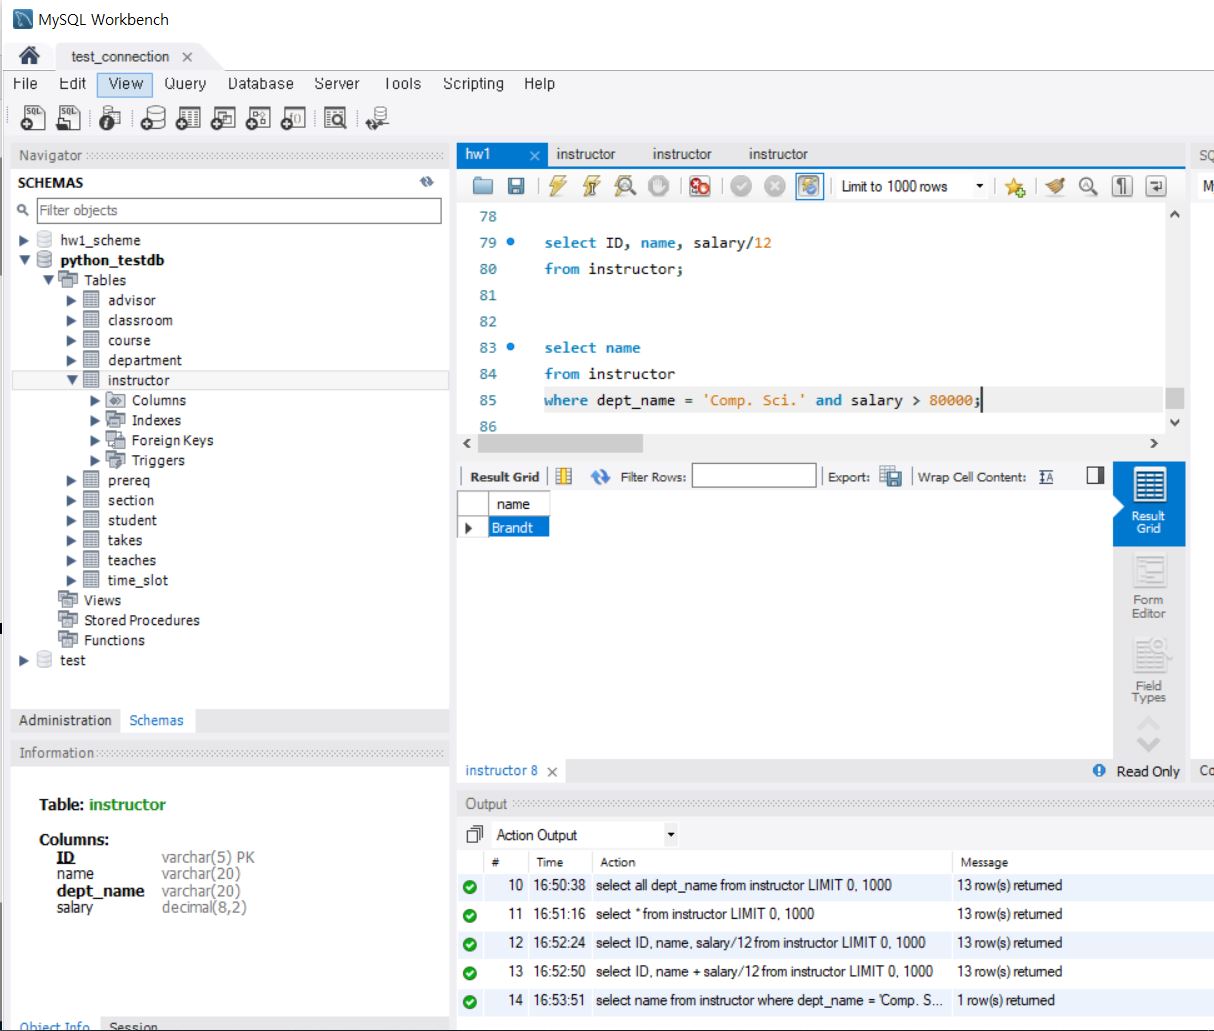 MySQL Workbench
test_connection
File Edit View Query Database Server Tools Scripting Help
Navigator
SCHEMAS
Filter objects
hw1_scheme
python_testdb
Tables
advisor
classroom
course
department
instructor
Columns
Indexes
Foreign Keys
Triggers
prereq
section
student
takes
teaches
time_slot
Views
Stored Procedures
Functions
test
Administration Schemas
Information
Table: instructor
Columns:
ID varchar(5) PK
name varchar(20)
dept_name varchar(20)
salary decimal(8,2)
Object Info Session
hw1 instructor instructor instructor
Limit to 1000 rows
78
79 select ID, name, salary/12
80 from instructor;
81
82
83 select name
84 from instructor
85 where dept_name = 'Comp. Sci.' and salary > 80000;
86
Result Grid Filter Rows: Export: Wrap Cell Content:
name
Brandt
Result
Grid
Form
Editor
Field
Types
instructor 8 Read Only
Output
Action Output
# Time Action Message
10 16:50:38 select all dept_name from instructor LIMIT 0, 1000 13 row(s) returned
11 16:51:16 select * from instructor LIMIT 0, 1000 13 row(s) returned
12 16:52:24 select ID, name, salary/12 from instructor LIMIT 0, 1000 13 row(s) returned
13 16:52:50 select ID, name + salary/12 from instructor LIMIT 0, 1000 13 row(s) returned
14 16:53:51 select name from instructor where dept_name = 'Comp. S... 1 row(s) returned